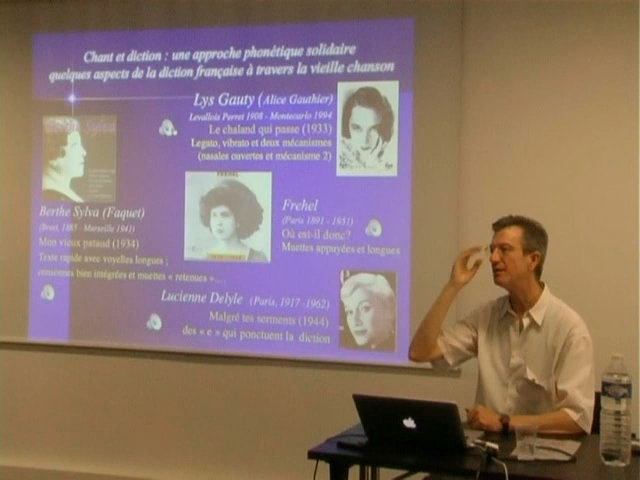 Chant et diction : une approche phonétique solidaire
quelques aspects de la diction française à travers la vieille chanson
Lys Gauty (Alice Gauthier)
Levallois Perret 1908 - Montecarlo 1994
Le chaland qui passe (1933)
Legato, vibrato et deux mécanismes
(nasales ouvertes et mécanisme 2)
Sylva
FREHEL
Berthe Sylva (Faquet)
(Brest, 1885 - Marseille 1941)
Mon vieux pataud (1934)
Texte rapide avec voyelles longues ;
consonnes bien intégrées et muettes « retenues »...
Frehel
(Paris 1891 - 1951)
Où est-il donc?
Muettes appuyées et longues
Lucienne Delyle (Paris, 1917 -1962)
Malgré tes serments (1944)
des « e » qui ponctuent la diction